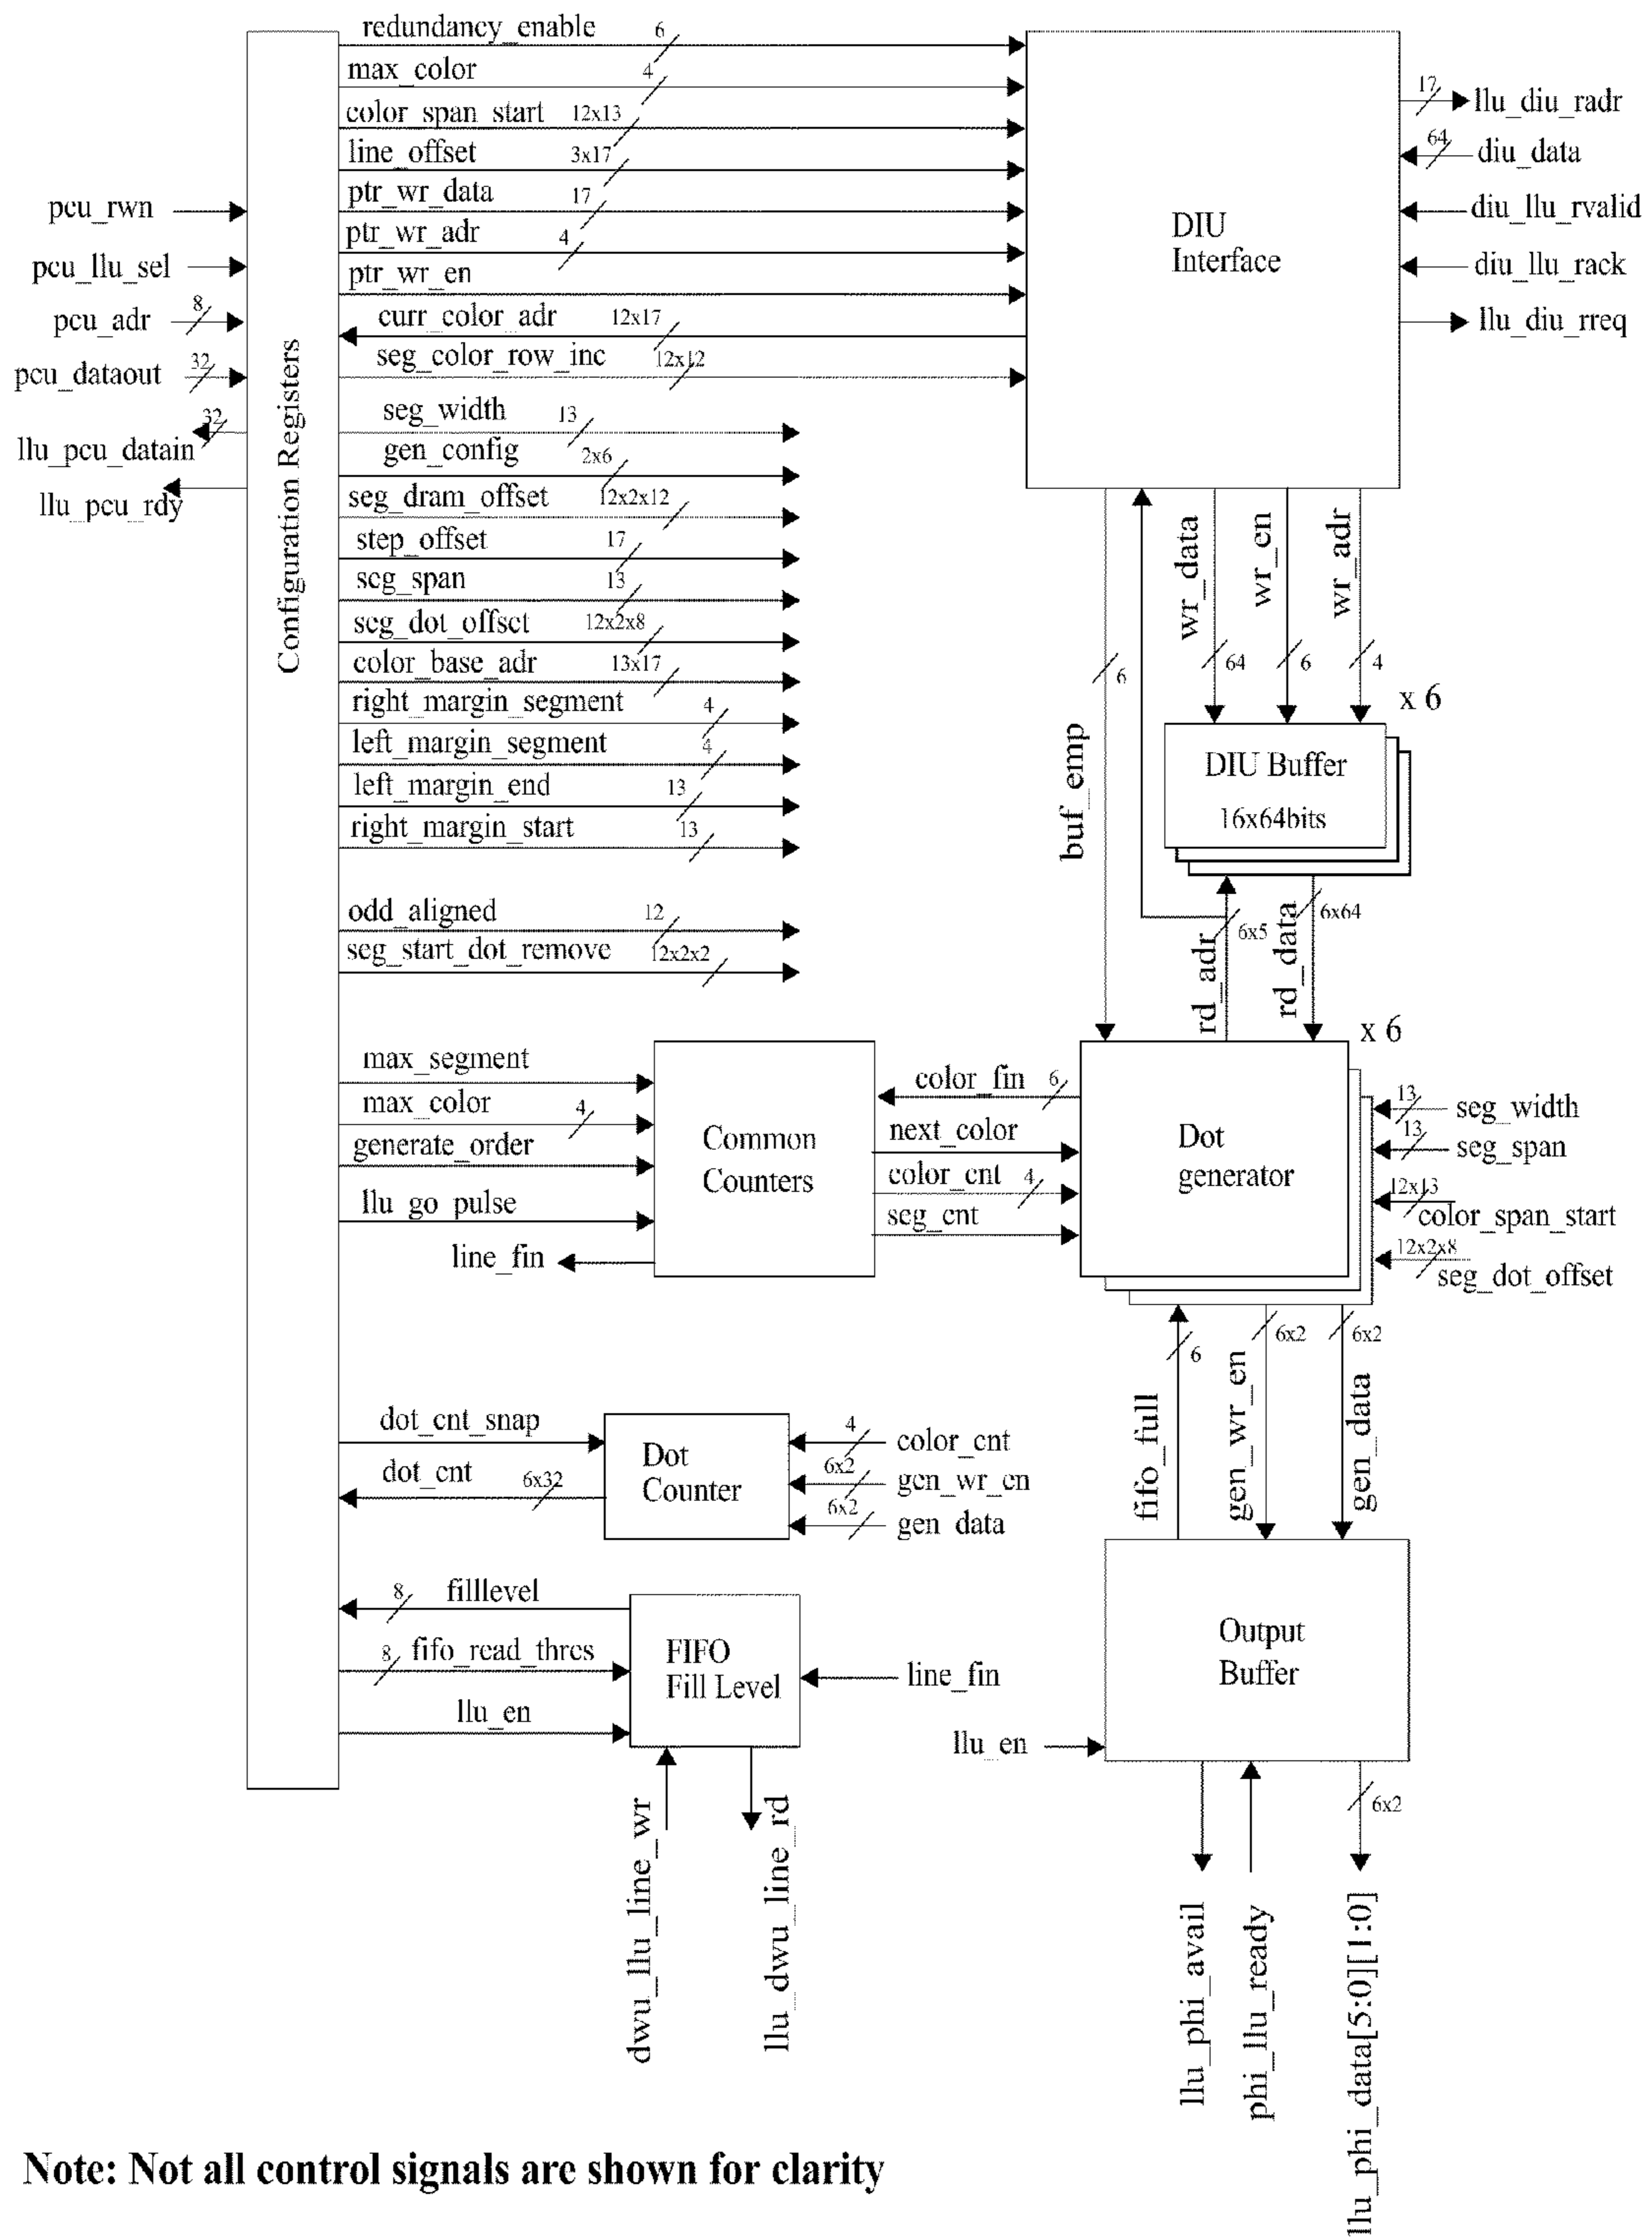 redundancy_enable 6
max_color 4
color_span_start 12x13
line_offset 3x17
ptr_wr_data 17
ptr_wr_adr 4
ptr_wr_en
curr_color_adr 12x17
seg_color_row_inc 12x12
seg_width 13
gen_config 2x6
seg_dram_offset 12x2x12
step_offset 17
seg_span 13
seg_dot_offset 12x2x8
color_base_adr 13x17
right_margin_segment 4
left_margin_segment 4
left_margin_end 13
right_margin_start 13
odd_aligned 12
seg_start_dot_remove 12x2x2
pcu_rwn
pcu_llu_sel
pcu_adr 8
pcu_dataout 32
32
llu_pcu_datain
llu_pcu_rdy
Configuration Registers
DIU
Interface
17 llu_diu_radr
64 diu_data
diu_llu_rvalid
diu_llu_rack
llu_diu_rreq
buf_emp 6
wr_data 64
wr_en 6
wr_adr 4
x 6
DIU Buffer
16x64bits
rd_adr 6x5
rd_data 6x64
x 6
max_segment
max_color 4
generate_order
llu_go_pulse
line_fin
Common
Counters
color_fin 6
next_color
color_cnt 4
seg_cnt
Dot
generator
13 seg_width
13 seg_span
12x13
color_span_start
12x2x8
seg_dot_offset
fifo_full 6
gen_wr_en 6x2
gen_data 6x2
dot_cnt_snap
dot_cnt 6x32
Dot
Counter
4 color_cnt
6x2 gen_wr_en
6x2 gen_data
8 filllevel
8 fifo_read_thres
llu_en
FIFO
Fill Level
line_fin
dwu_llu_line_wr
llu_dwu_line_rd
Output
Buffer
llu_en
6x2
llu_phi_avail
phi_llu_ready
llu_phi_data[5:0][1:0]
Note: Not all control signals are shown for clarity